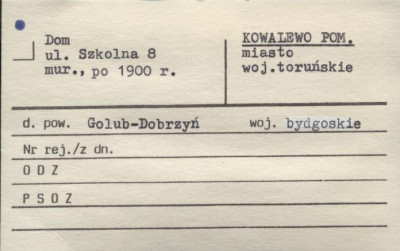 Dom
ul. Szkolna 8
mur., po 1900 r.
KOWALEWO POM.
miasto
woj.toruńskie
d. pow. Golub-Dobrzyń woj. bydgoskie
Nr rej./z dn.
O D Z
P S O Z